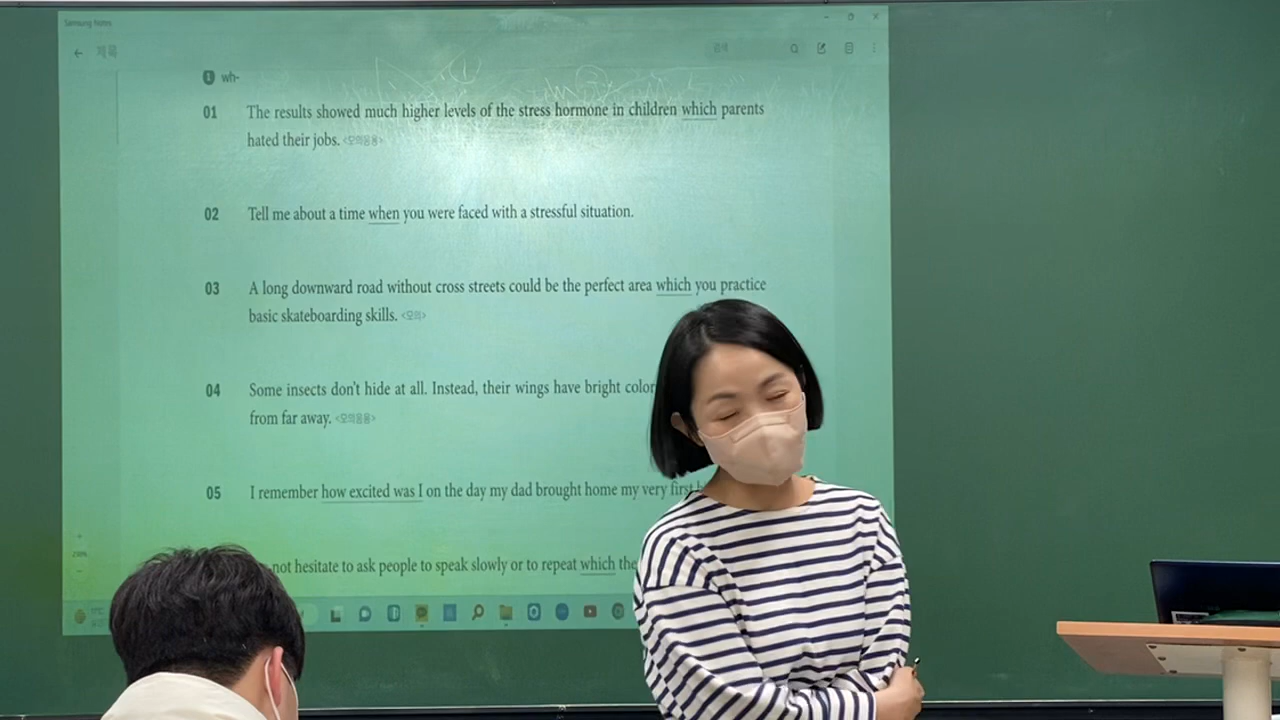 Samsung Notes
제목
검색
1 wh-
01 The results showed much higher levels of the stress hormone in children which parents
hated their jobs. <모의응용>
02 Tell me about a time when you were faced with a stressful situation.
03 A long downward road without cross streets could be the perfect area which you practice
basic skateboarding skills. <모의>
04 Some insects don't hide at all. Instead, their wings have bright color
from far away. <모의응용>
05 I remember how excited was I on the day my dad brought home my very first
not hesitate to ask people to speak slowly or to repeat which the